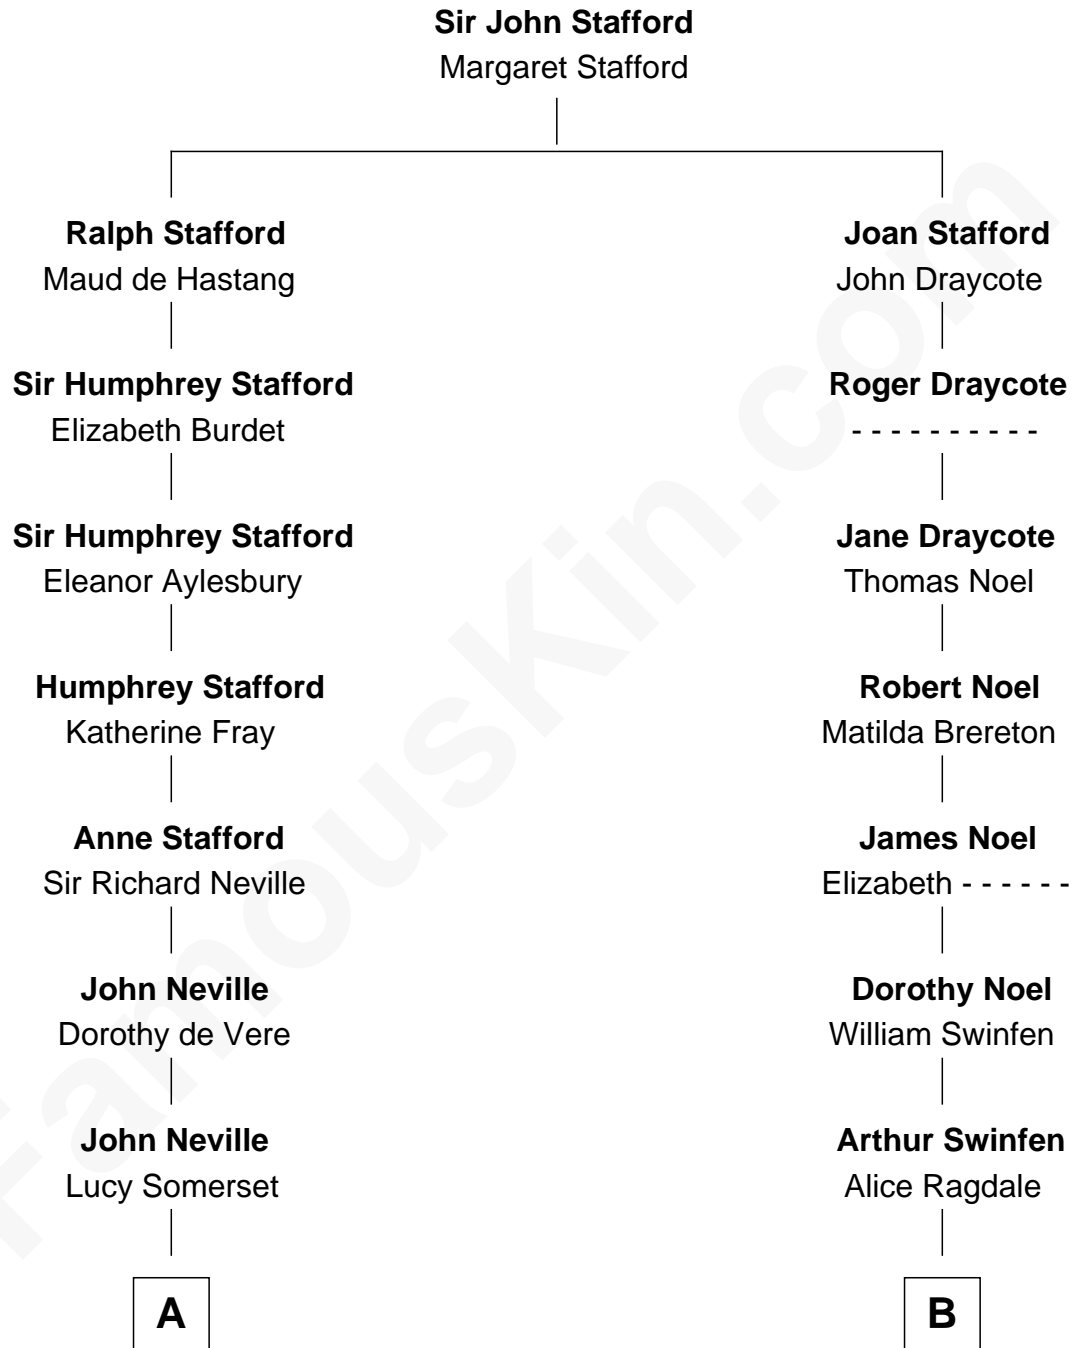 Sir John Stafford
Margaret Stafford
Ralph Stafford
Maud de Hastang
Joan Stafford
John Draycote
Sir Humphrey Stafford
Elizabeth Burdet
Roger Draycote
- - - - - - - - - -
Sir Humphrey Stafford
Eleanor Aylesbury
Jane Draycote
Thomas Noel
Humphrey Stafford
Katherine Fray
Robert Noel
Matilda Brereton
Anne Stafford
Sir Richard Neville
James Noel
Elizabeth - - - - - -
John Neville
Dorothy de Vere
Dorothy Noel
William Swinfen
John Neville
Lucy Somerset
Arthur Swinfen
Alice Ragdale
A
B
FamousKin.com